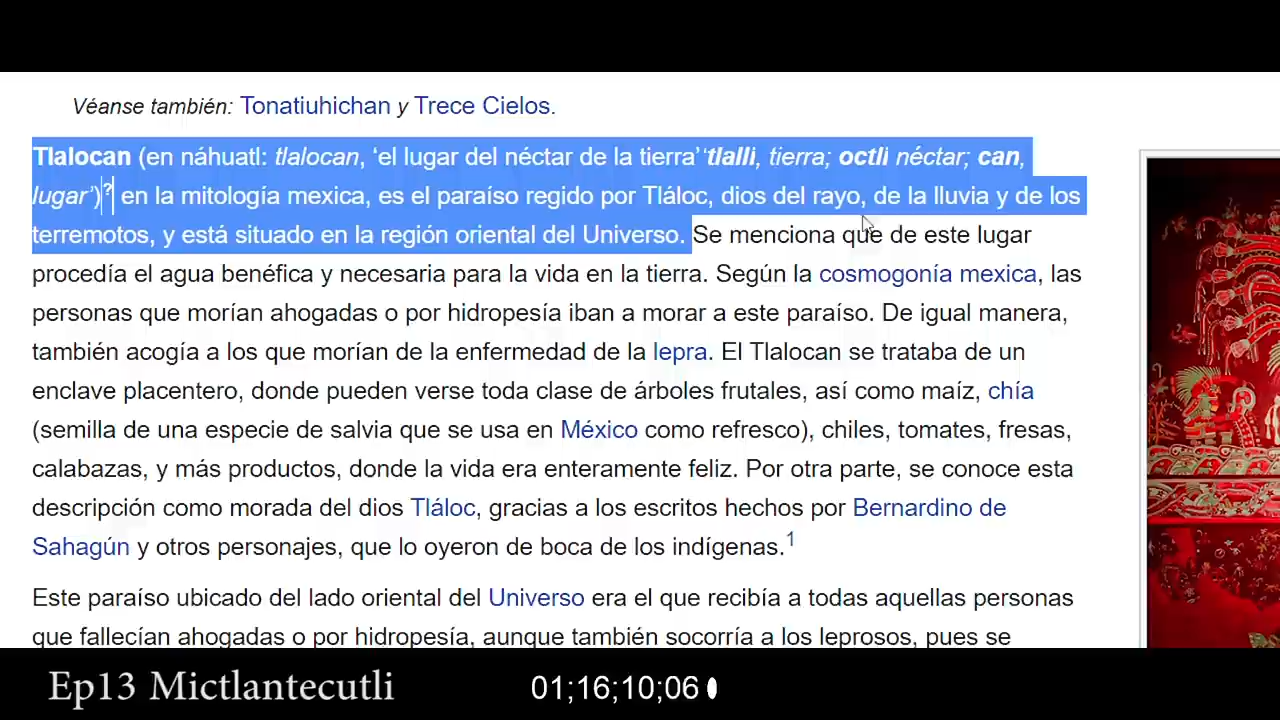 Véanse también: Tonatiuhichan y Trece Cielos.
Tlalocan (en náhuatl: tlalocan, ‘el lugar del néctar de la tierra’‘tlalli, tierra; octli néctar; can,
lugar’)? en la mitología mexica, es el paraíso regido por Tláloc, dios del rayo, de la lluvia y de los
terremotos, y está situado en la región oriental del Universo. Se menciona que de este lugar
procedía el agua benéfica y necesaria para la vida en la tierra. Según la cosmogonía mexica, las
personas que morían ahogadas o por hidropesía iban a morar a este paraíso. De igual manera,
también acogía a los que morían de la enfermedad de la lepra. El Tlalocan se trataba de un
enclave placentero, donde pueden verse toda clase de árboles frutales, así como maíz, chía
(semilla de una especie de salvia que se usa en México como refresco), chiles, tomates, fresas,
calabazas, y más productos, donde la vida era enteramente feliz. Por otra parte, se conoce esta
descripción como morada del dios Tláloc, gracias a los escritos hechos por Bernardino de
Sahagún y otros personajes, que lo oyeron de boca de los indígenas.1
Este paraíso ubicado del lado oriental del Universo era el que recibía a todas aquellas personas
que fallecían ahogadas o por hidropesía, aunque también socorría a los leprosos, pues se
Ep13 Mictlantecutli
01;16;10;06